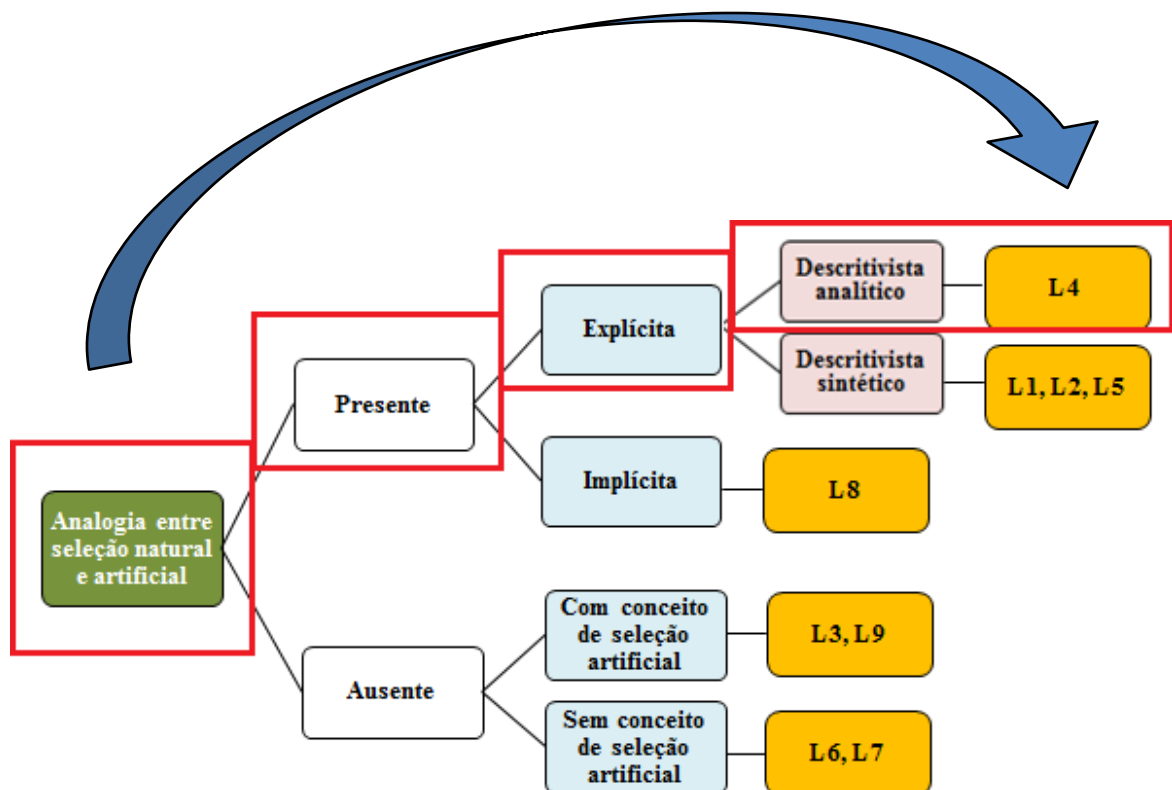 Analogia entre
seleção natural
e artificial
Presente
Explícita
Descritivista
analítico
L4
Descritivista
sintético
L1, L2, L5
Implícita
L8
Ausente
Com conceito
de seleção
artificial
L3, L9
Sem conceito
de seleção
artificial
L6, L7